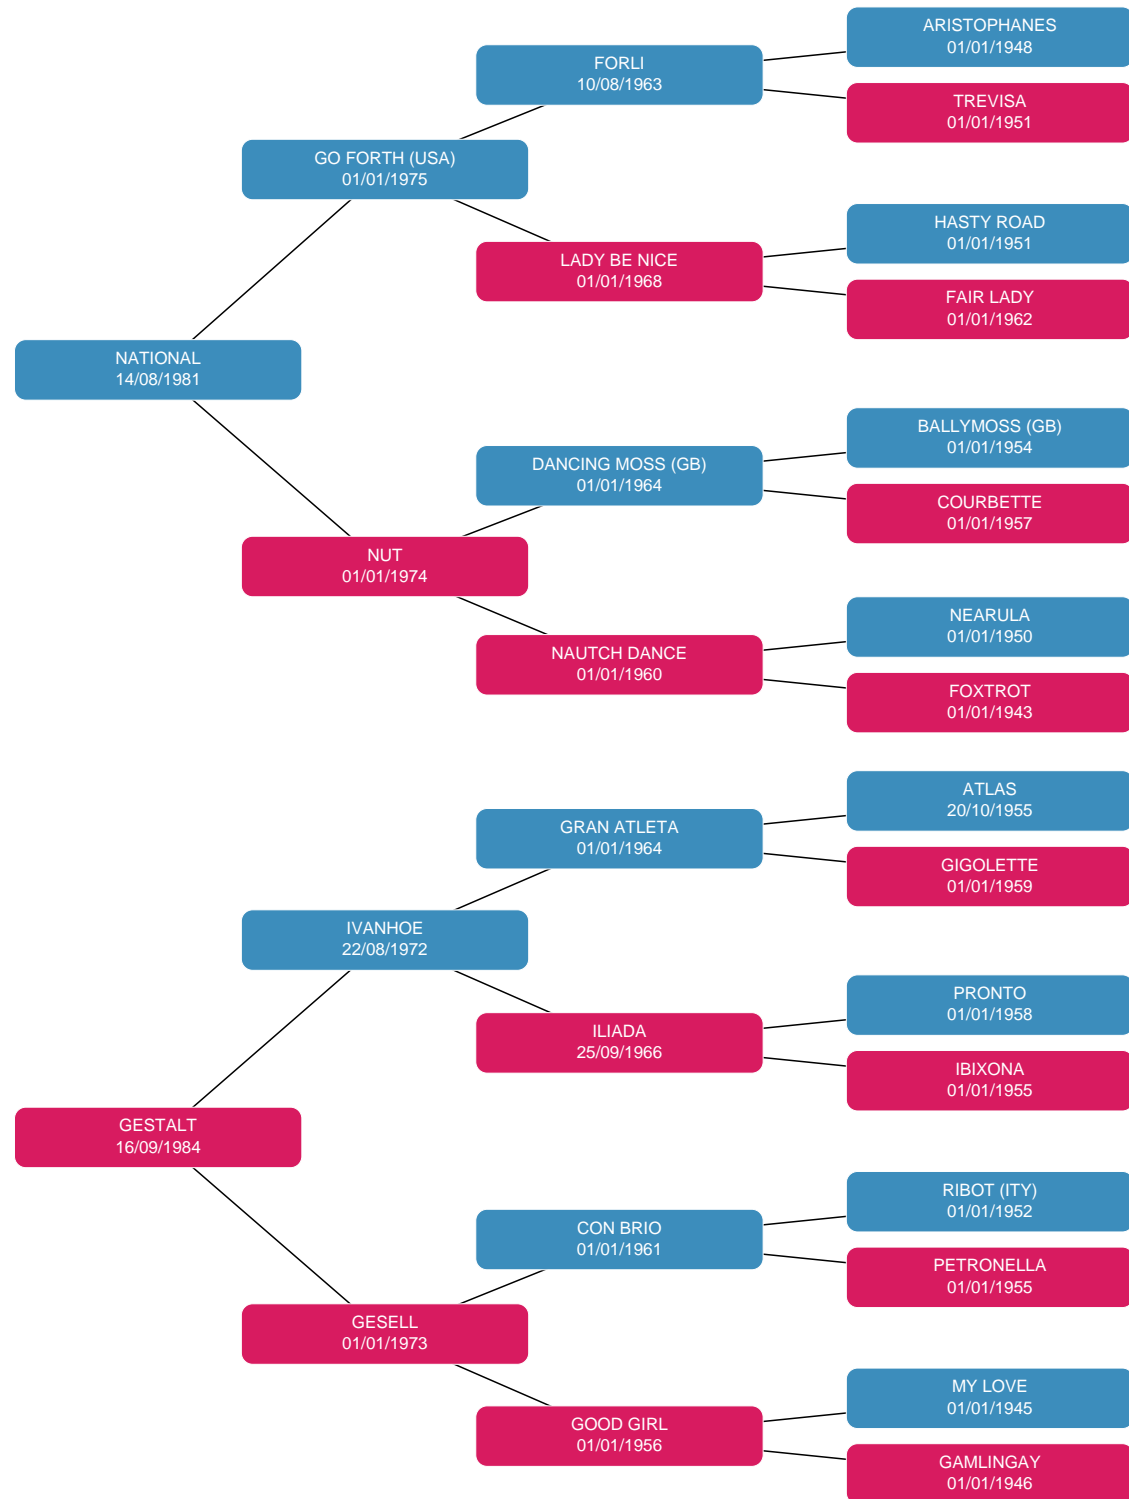 ARISTOPHANES
01/01/1948
FORLI
10/08/1963
TREVISA
01/01/1951
GO FORTH (USA)
01/01/1975
HASTY ROAD
01/01/1951
LADY BE NICE
01/01/1968
FAIR LADY
01/01/1962
NATIONAL
14/08/1981
BALLYMOSS (GB)
01/01/1954
DANCING MOSS (GB)
01/01/1964
COURBETTE
01/01/1957
NUT
01/01/1974
NEARULA
01/01/1950
NAUTCH DANCE
01/01/1960
FOXTROT
01/01/1943
ATLAS
20/10/1955
GRAN ATLETA
01/01/1964
GIGOLETTE
01/01/1959
IVANHOE
22/08/1972
PRONTO
01/01/1958
ILIADA
25/09/1966
IBIXONA
01/01/1955
GESTALT
16/09/1984
RIBOT (ITY)
01/01/1952
CON BRIO
01/01/1961
PETRONELLA
01/01/1955
GESELL
01/01/1973
MY LOVE
01/01/1945
GOOD GIRL
01/01/1956
GAMLINGAY
01/01/1946